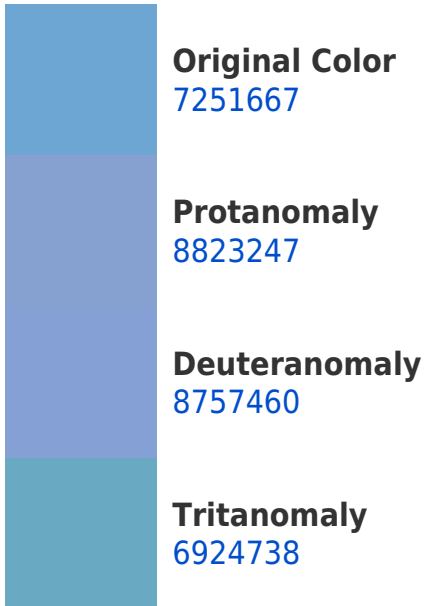 Original Color
7251667
Protanomaly
8823247
Deuteranomaly
8757460
Tritanomaly
6924738